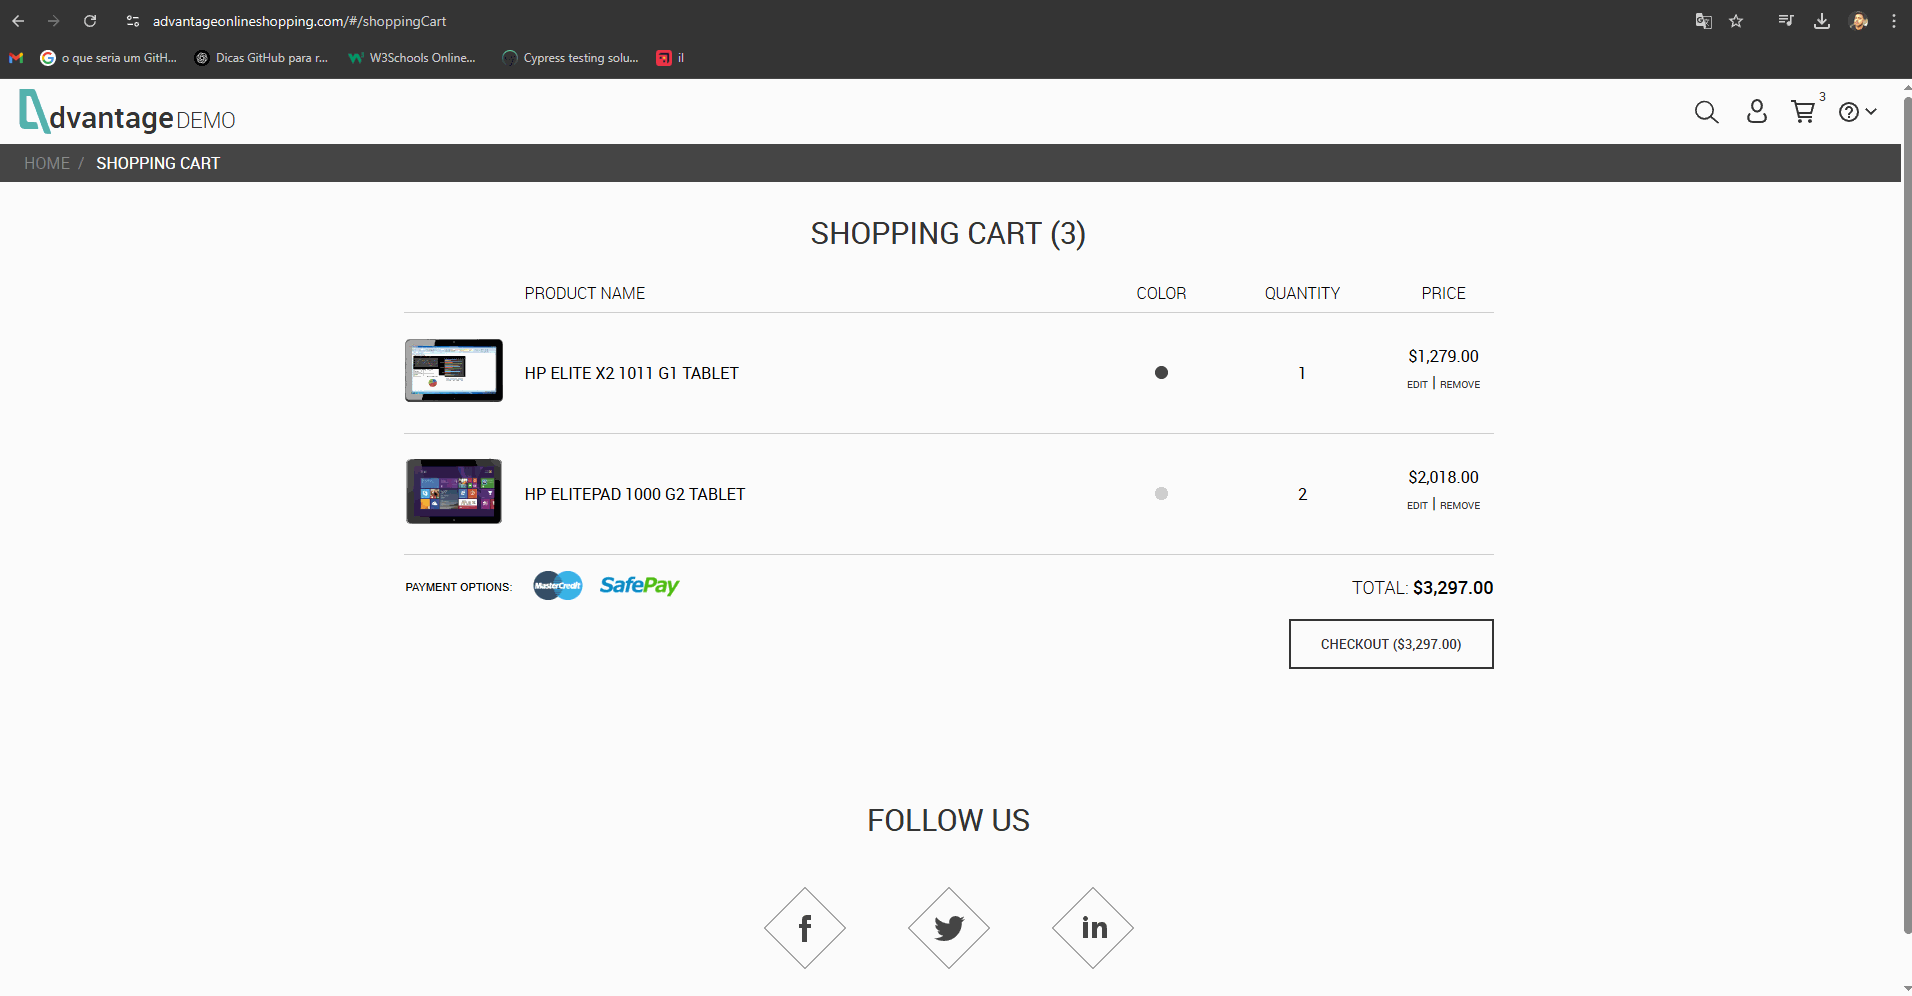 advantageonlineshopping.com/#/shoppingCart
o que seria um GitH... Dicas GitHub para r... W3Schools Online... Cypress testing solu... il
dvantage DEMO 3
HOME / SHOPPING CART
SHOPPING CART (3)
PRODUCT NAME COLOR QUANTITY PRICE
HP ELITE X2 1011 G1 TABLET 1 $1,279.00
EDIT | REMOVE
HP ELITEPAD 1000 G2 TABLET 2 $2,018.00
EDIT | REMOVE
PAYMENT OPTIONS: MasterCredit SafePay TOTAL: $3,297.00
CHECKOUT ($3,297.00)
FOLLOW US
f in